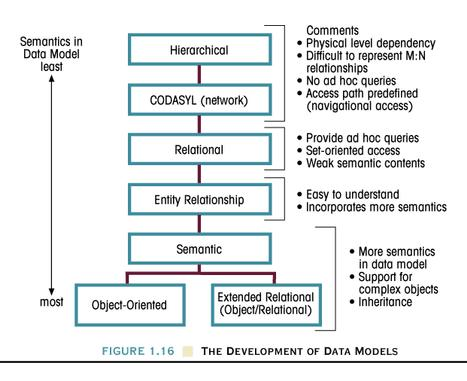 Semantics in
Data Model
least
most
Hierarchical
CODASYL (network)
Relational
Entity Relationship
Semantic
Object-Oriented
Extended Relational
(Object/Relational)
Comments
• Physical level dependency
• Difficult to represent M:N
relationships
• No ad hoc queries
• Access path predefined
(navigational access)
• Provide ad hoc queries
• Set-oriented access
• Weak semantic contents
• Easy to understand
• Incorporates more semantics
• More semantics
in data model
• Support for
complex objects
• Inheritance
FIGURE 1.16 THE DEVELOPMENT OF DATA MODELS